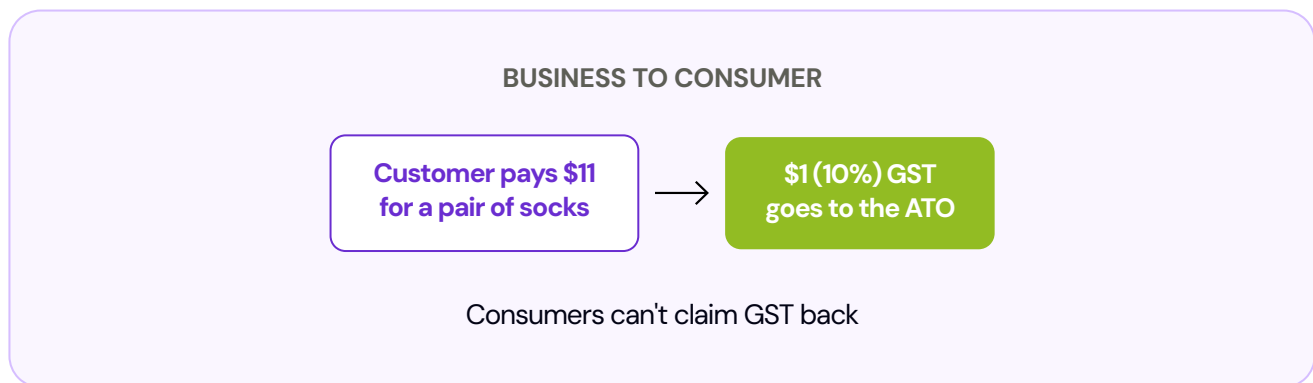 BUSINESS TO CONSUMER
Customer pays $11
for a pair of socks
$1 (10%) GST
goes to the ATO
Consumers can't claim GST back